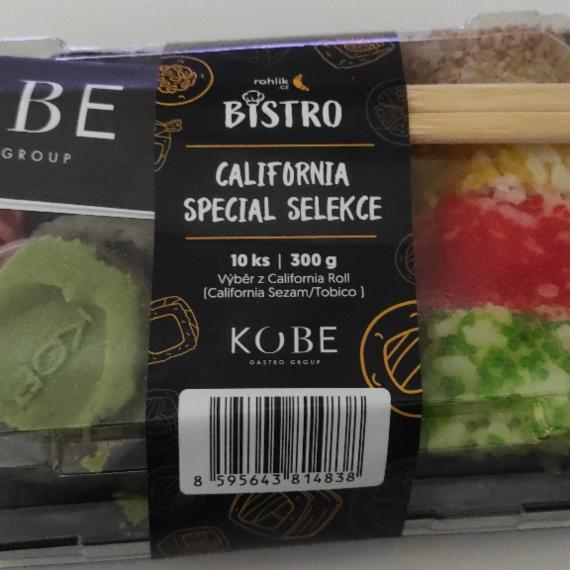 BE
GROUP
rohlik
CZ
BISTRO
CALIFORNIA
SPECIAL SELEKCE
10 ks | 300 g
Výběr z California Roll
(California Sezam/Tobico )
KOBE
GASTRO GROUP
8 595643 814838